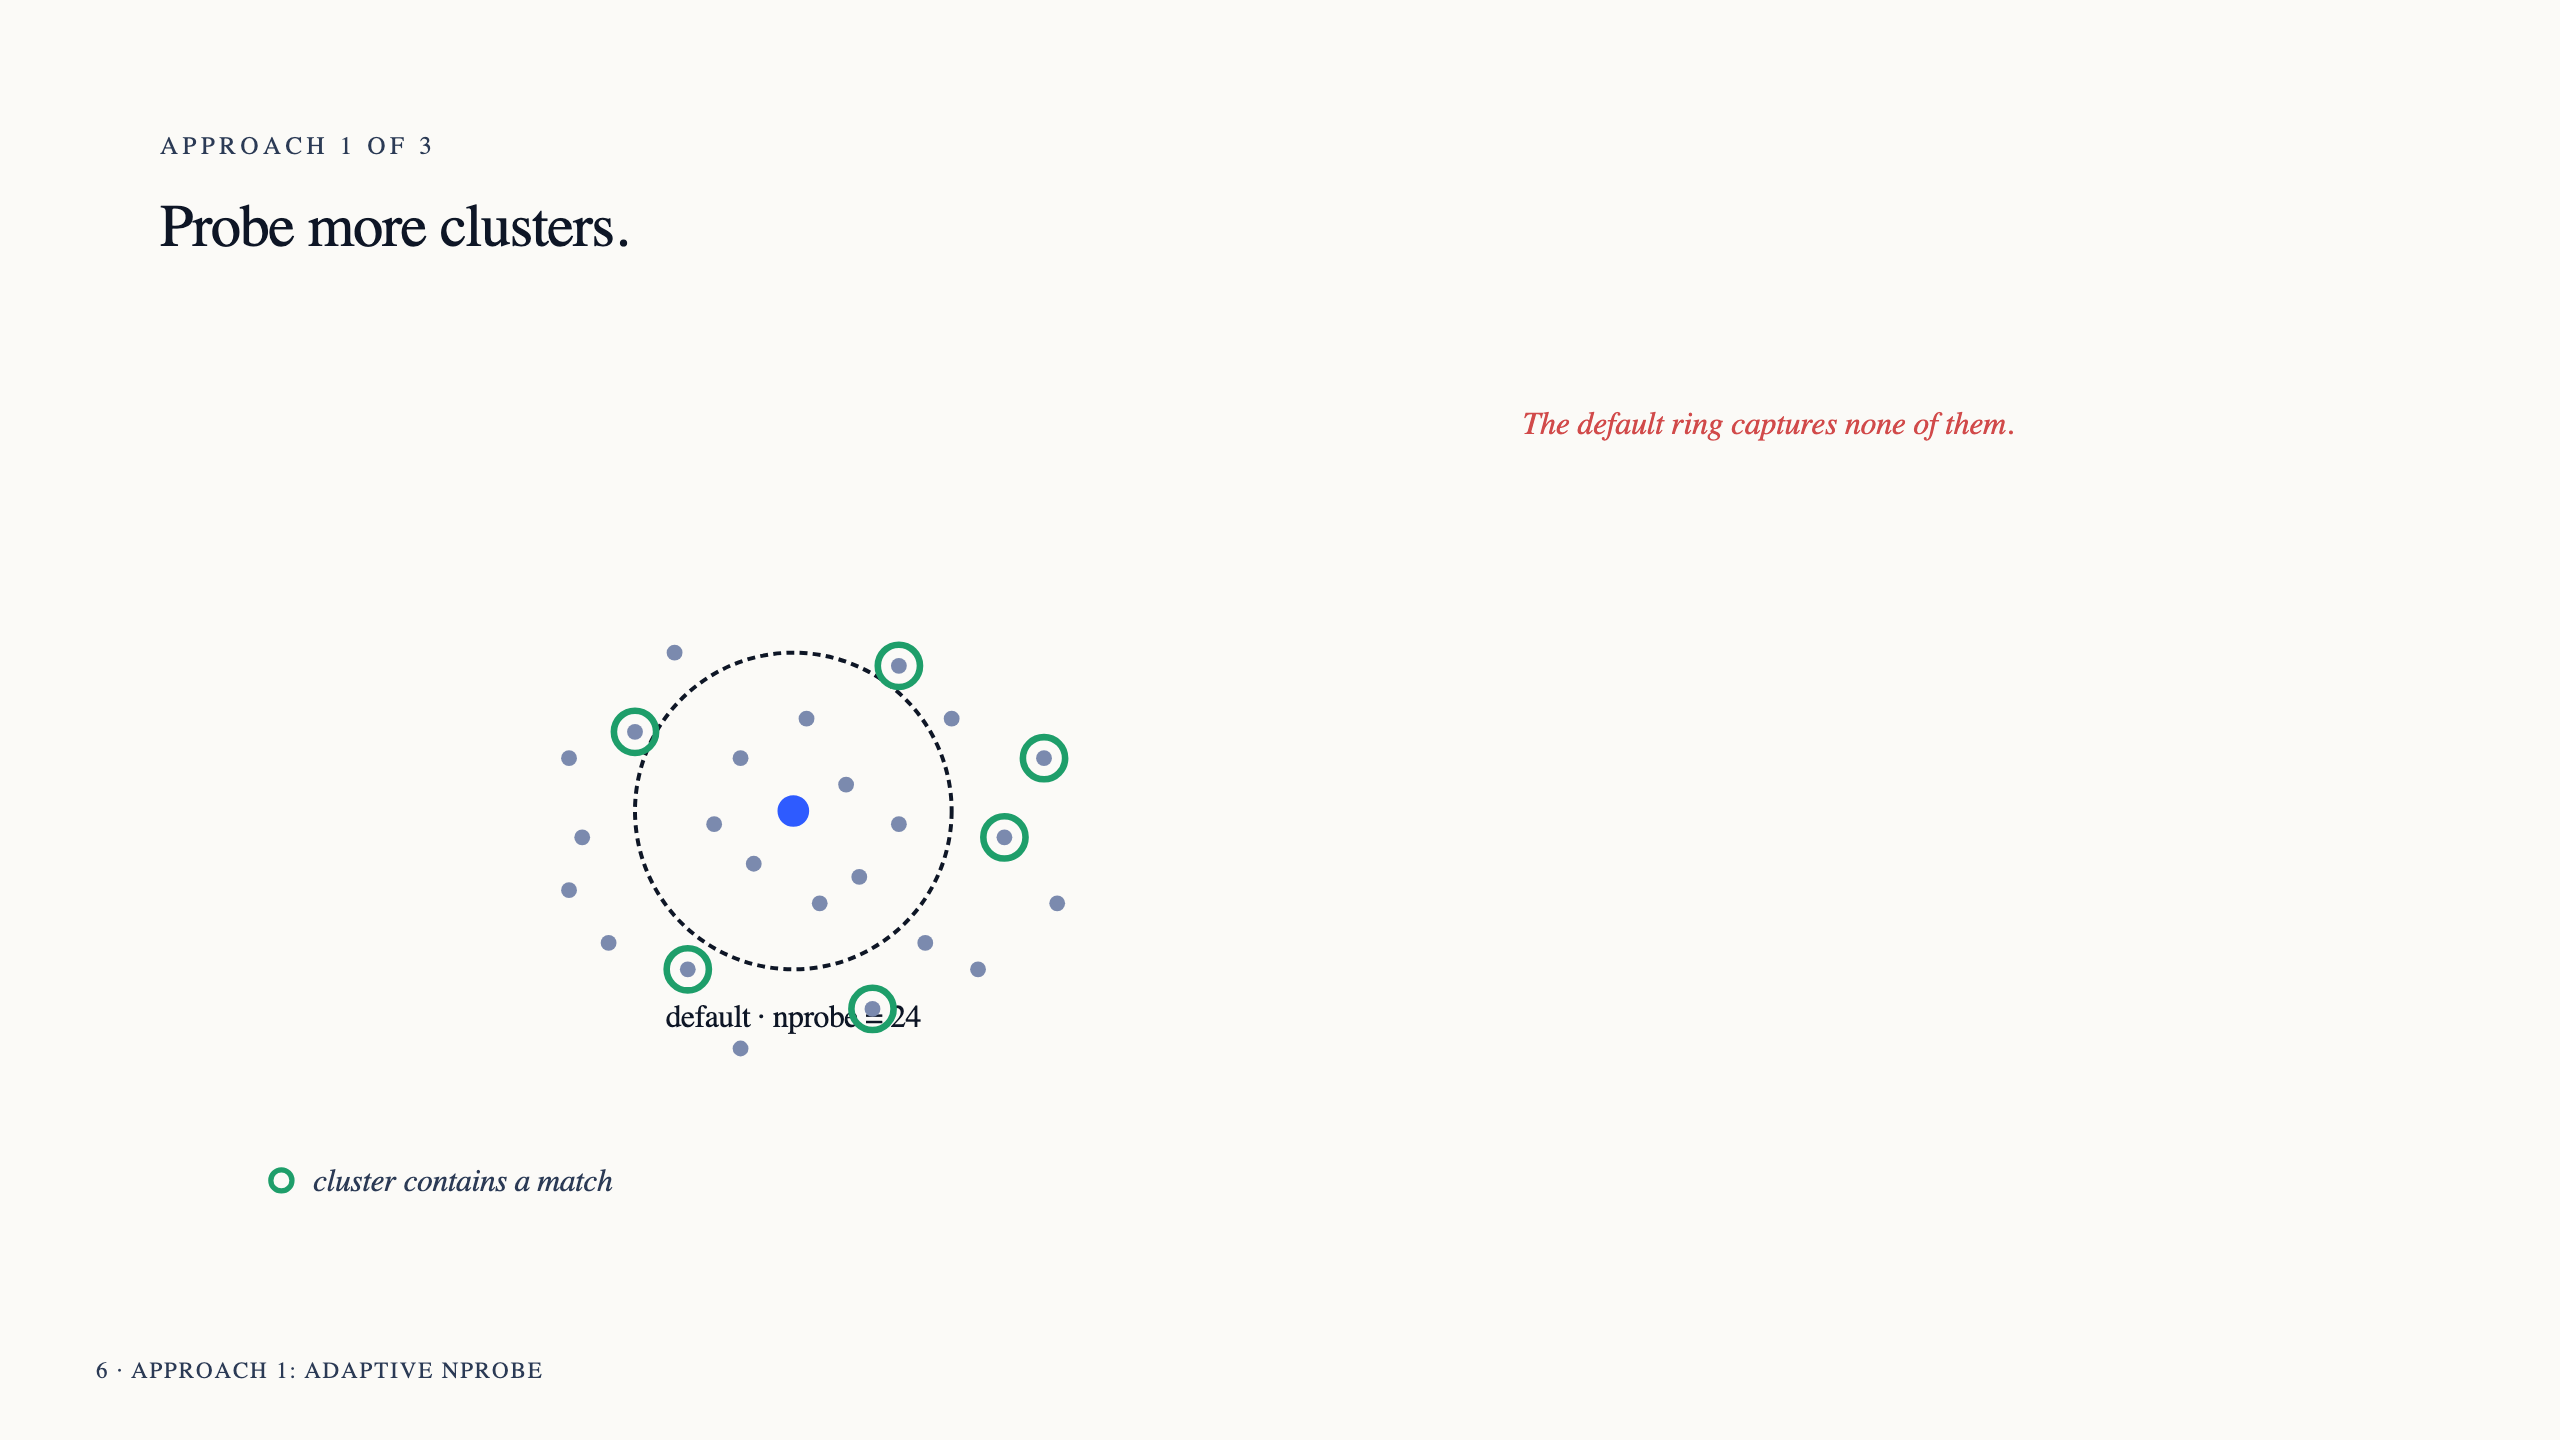 APPROACH 1 OF 3
Probe more clusters.
The default ring captures none of them.
default · nprobe = 24
cluster contains a match
6 · APPROACH 1: ADAPTIVE NPROBE